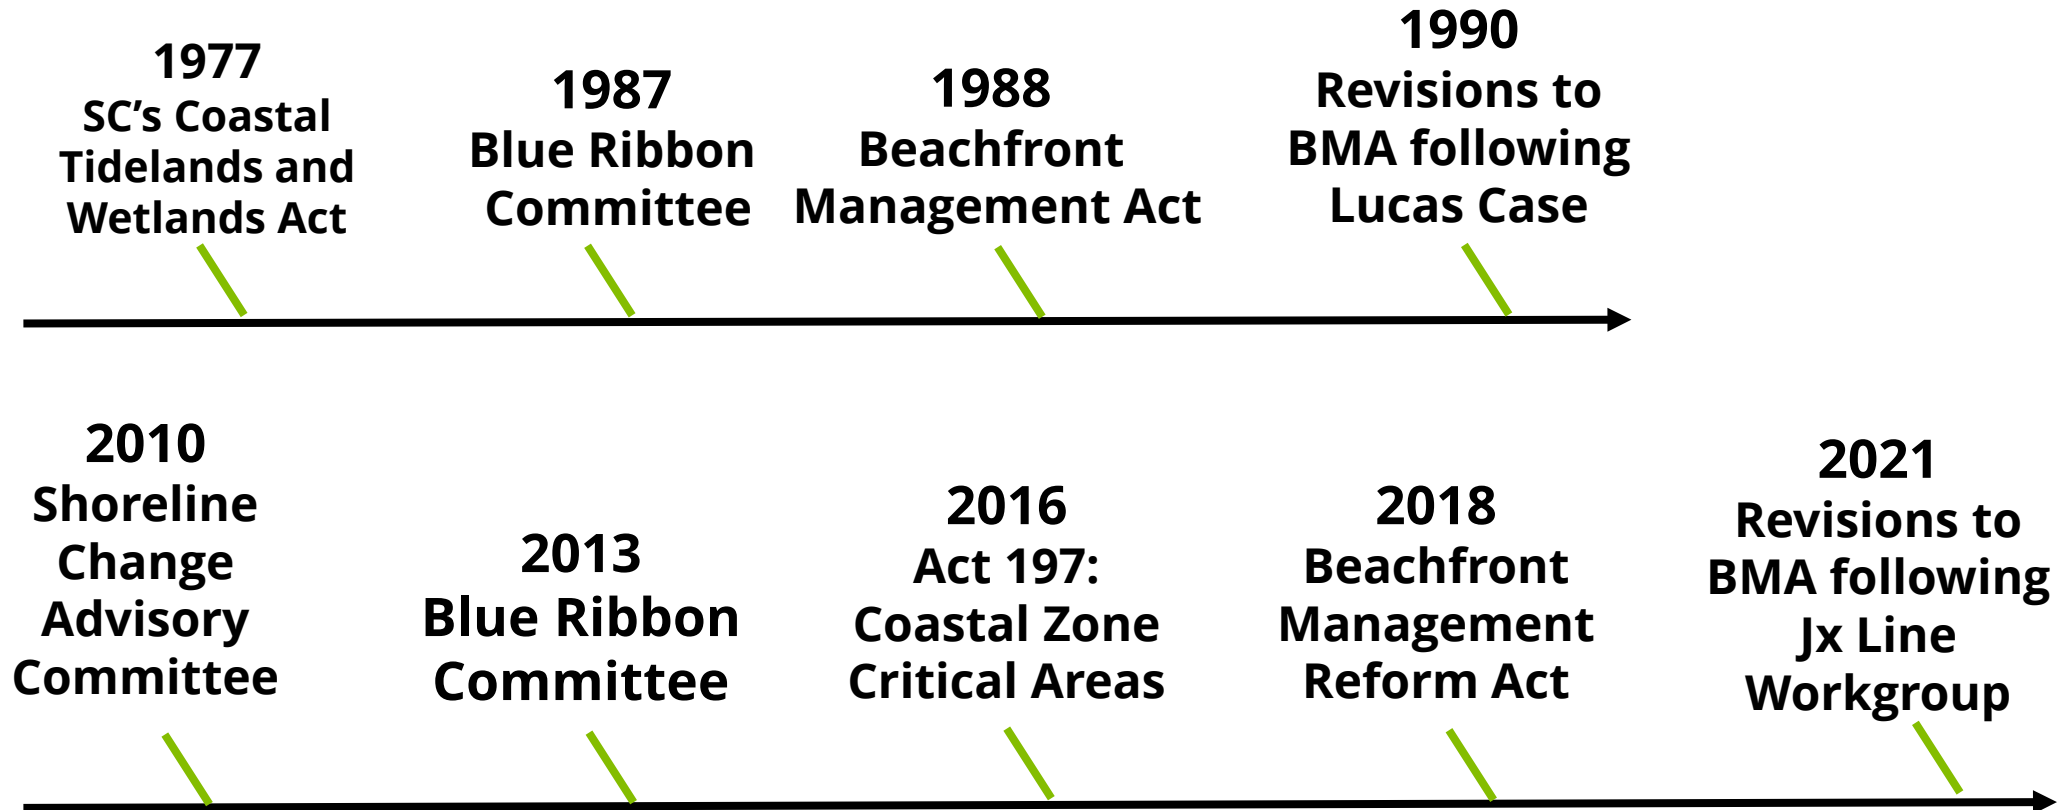 1977
SC’s Coastal
Tidelands and
Wetlands Act
1987
Blue Ribbon
Committee
1988
Beachfront
Management Act
1990
Revisions to
BMA following
Lucas Case
2010
Shoreline
Change
Advisory
Committee
2013
Blue Ribbon
Committee
2016
Act 197:
Coastal Zone
Critical Areas
2018
Beachfront
Management
Reform Act
2021
Revisions to
BMA following
Jx Line
Workgroup